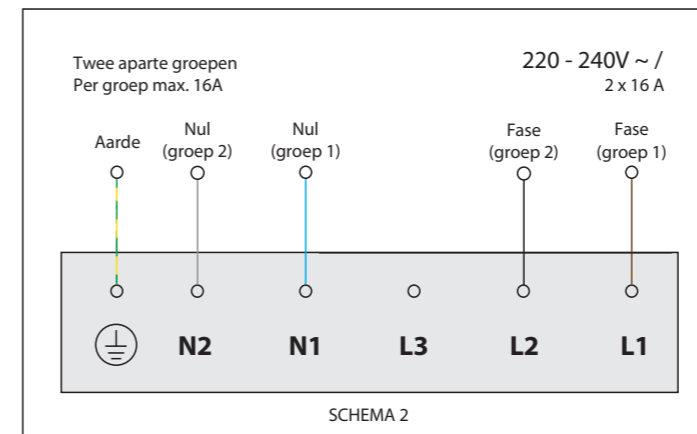 Twee aparte groepen
Per groep max. 16A
220 - 240V ~ /
2 x 16 A
Aarde
Nul
(groep 2)
Nul
(groep 1)
Fase
(groep 2)
Fase
(groep 1)
N2 N1 L3 L2 L1
SCHEMA 2